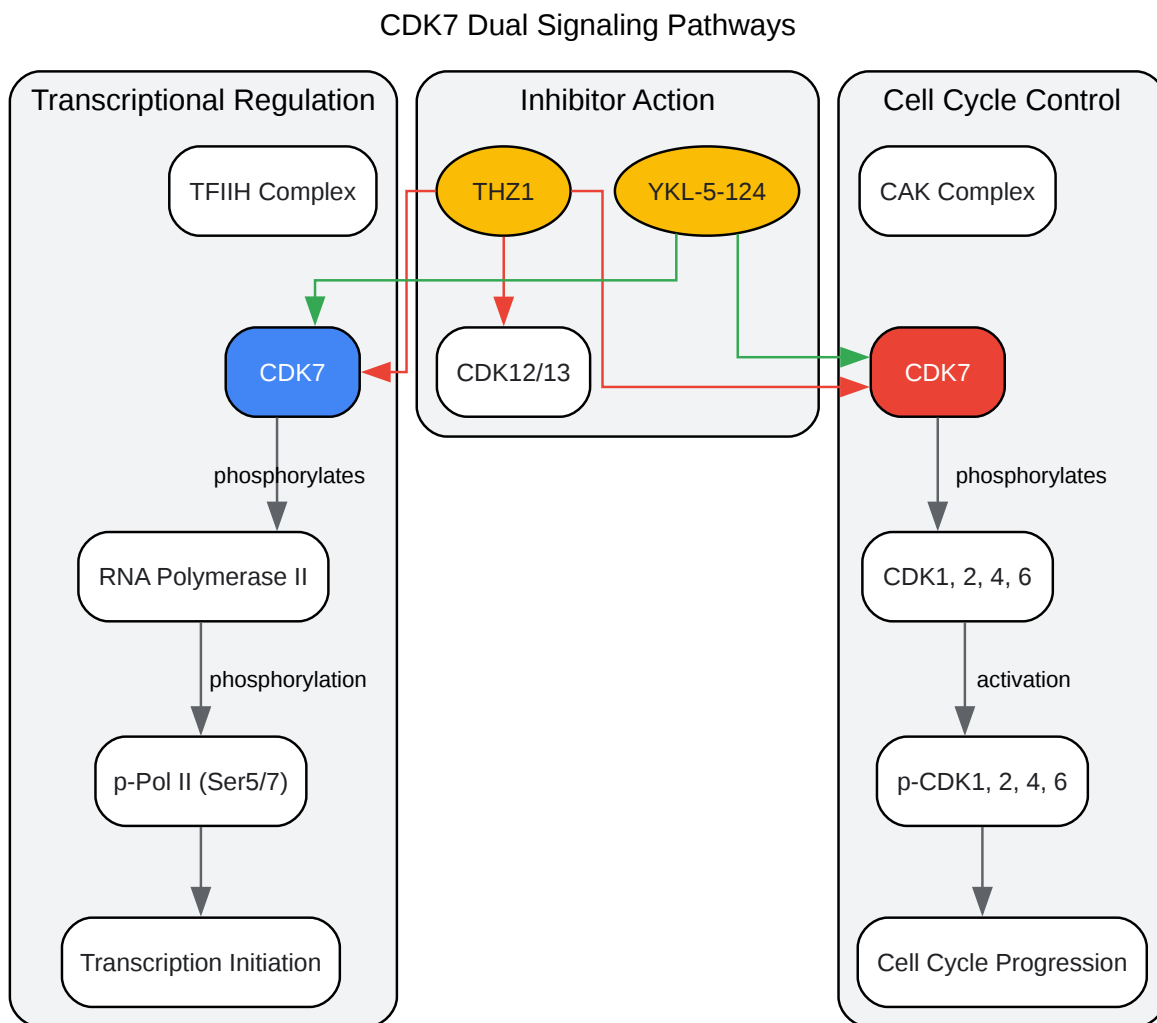 CDK7 Dual Signaling Pathways
Transcriptional Regulation
TFIIH Complex
CDK7
phosphorylates
RNA Polymerase II
phosphorylation
p-Pol II (Ser5/7)
Transcription Initiation
Inhibitor Action
THZ1
YKL-5-124
CDK12/13
Cell Cycle Control
CAK Complex
CDK7
phosphorylates
CDK1, 2, 4, 6
activation
p-CDK1, 2, 4, 6
Cell Cycle Progression